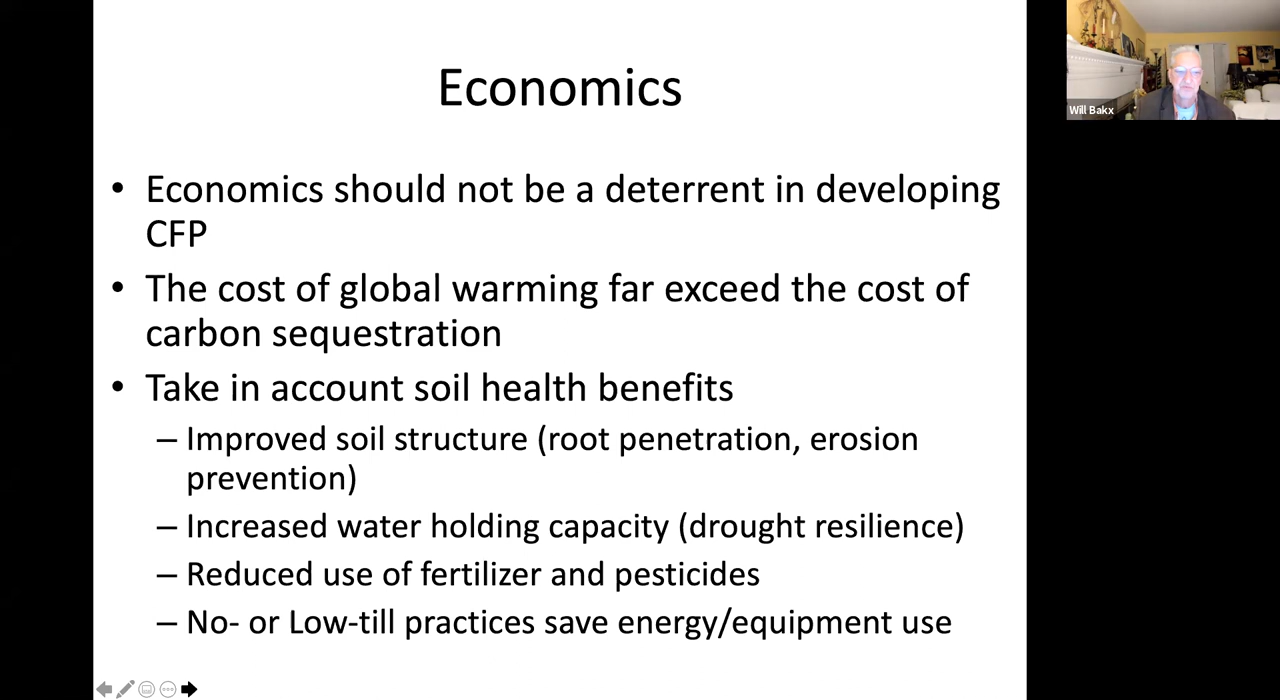 Economics
• Economics should not be a deterrent in developing
CFP
• The cost of global warming far exceed the cost of
carbon sequestration
• Take in account soil health benefits
– Improved soil structure (root penetration, erosion
prevention)
– Increased water holding capacity (drought resilience)
– Reduced use of fertilizer and pesticides
– No- or Low-till practices save energy/equipment use
Will Bakx